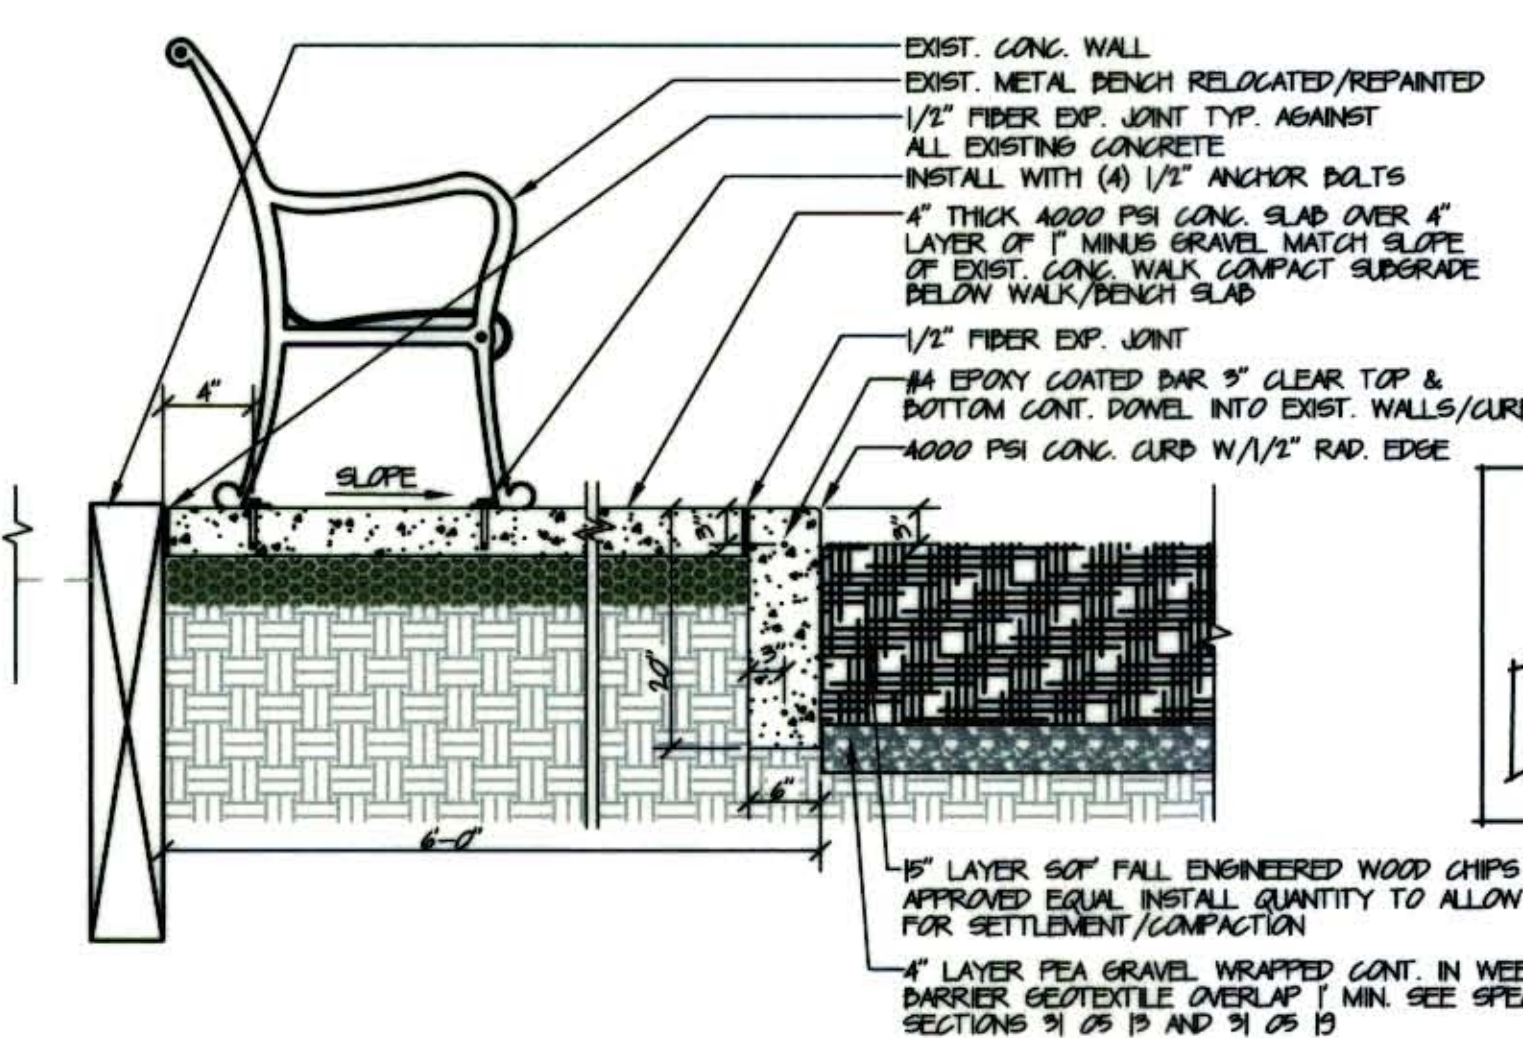 EXIST. CONC. WALL
EXIST. METAL BENCH RELOCATED/REPAINTED
1/2" FIBER EXP. JOINT TYP. AGAINST
ALL EXISTING CONCRETE
INSTALL WITH (4) 1/2" ANCHOR BOLTS
4" THICK 4000 PSI CONC. SLAB OVER 4"
LAYER OF 1" MINUS GRAVEL MATCH SLOPE
OF EXIST. CONC. WALK COMPACT SUBGRADE
BELOW WALK/BENCH SLAB
1/2" FIBER EXP. JOINT
#4 EPOXY COATED BAR 3" CLEAR TOP &
BOTTOM CONT. DOWEL INTO EXIST. WALLS/CURB
4000 PSI CONC. CURB W/1/2" RAD. EDGE
4"
SLOPE
3"
3"
20"
3"
6"
6'-0"
15" LAYER SOF' FALL ENGINEERED WOOD CHIPS
APPROVED EQUAL INSTALL QUANTITY TO ALLOW
FOR SETTLEMENT/COMPACTION
4" LAYER PEA GRAVEL WRAPPED CONT. IN WEE
BARRIER GEOTEXTILE OVERLAP 1' MIN. SEE SPE
SECTIONS 31 05 13 AND 31 05 19